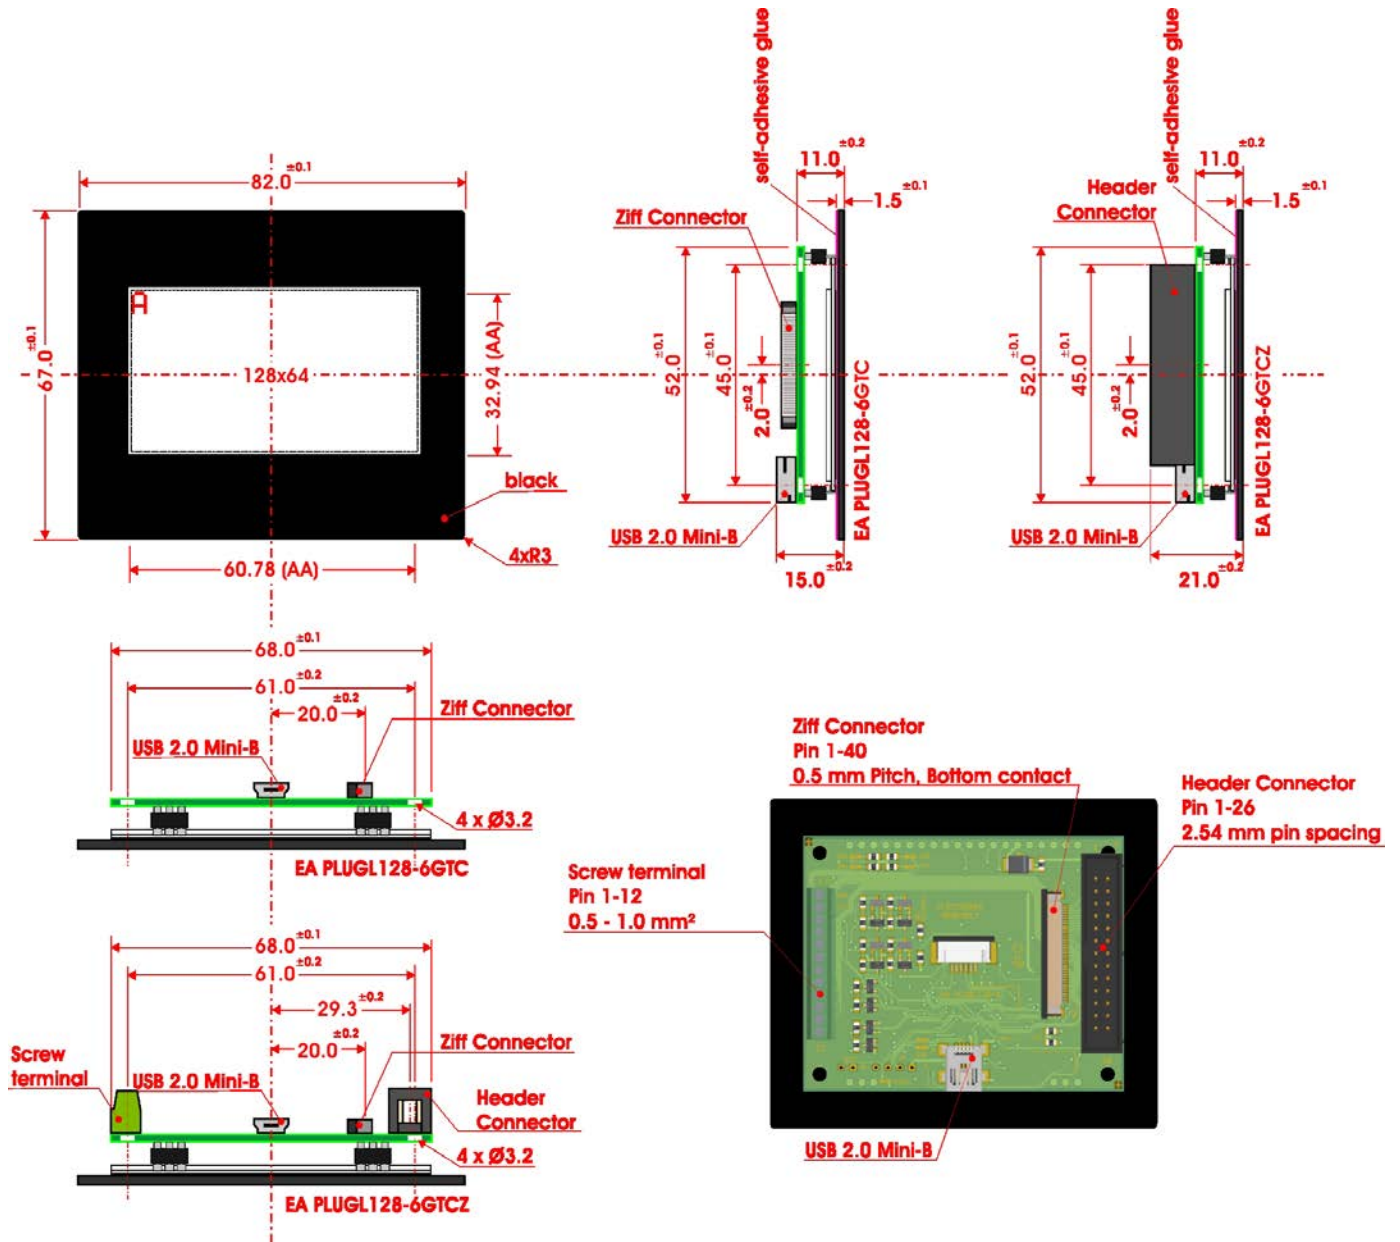 82.0 ±0.1
67.0 ±0.1
A
128x64
32.94 (AA)
black
4xR3
60.78 (AA)
self-adhesive glue
11.0 ±0.2
1.5 ±0.1
Ziff Connector
52.0 ±0.1
45.0 ±0.1
2.0 ±0.2
EA PLUGL128-6GTC
USB 2.0 Mini-B
15.0 ±0.2
self-adhesive glue
11.0 ±0.2
1.5 ±0.1
Header
Connector
52.0 ±0.1
45.0 ±0.1
2.0 ±0.2
EA PLUGL128-6GTCZ
USB 2.0 Mini-B
21.0 ±0.2
68.0 ±0.1
61.0 ±0.2
20.0 ±0.2
Ziff Connector
USB 2.0 Mini-B
4 x Ø3.2
EA PLUGL128-6GTC
68.0 ±0.1
61.0 ±0.2
29.3 ±0.2
20.0 ±0.2
Ziff Connector
Screw
terminal
USB 2.0 Mini-B
Header
Connector
4 x Ø3.2
EA PLUGL128-6GTCZ
Ziff Connector
Pin 1-40
0.5 mm Pitch, Bottom contact
Header Connector
Pin 1-26
2.54 mm pin spacing
Screw terminal
Pin 1-12
0.5 - 1.0 mm²
USB 2.0 Mini-B